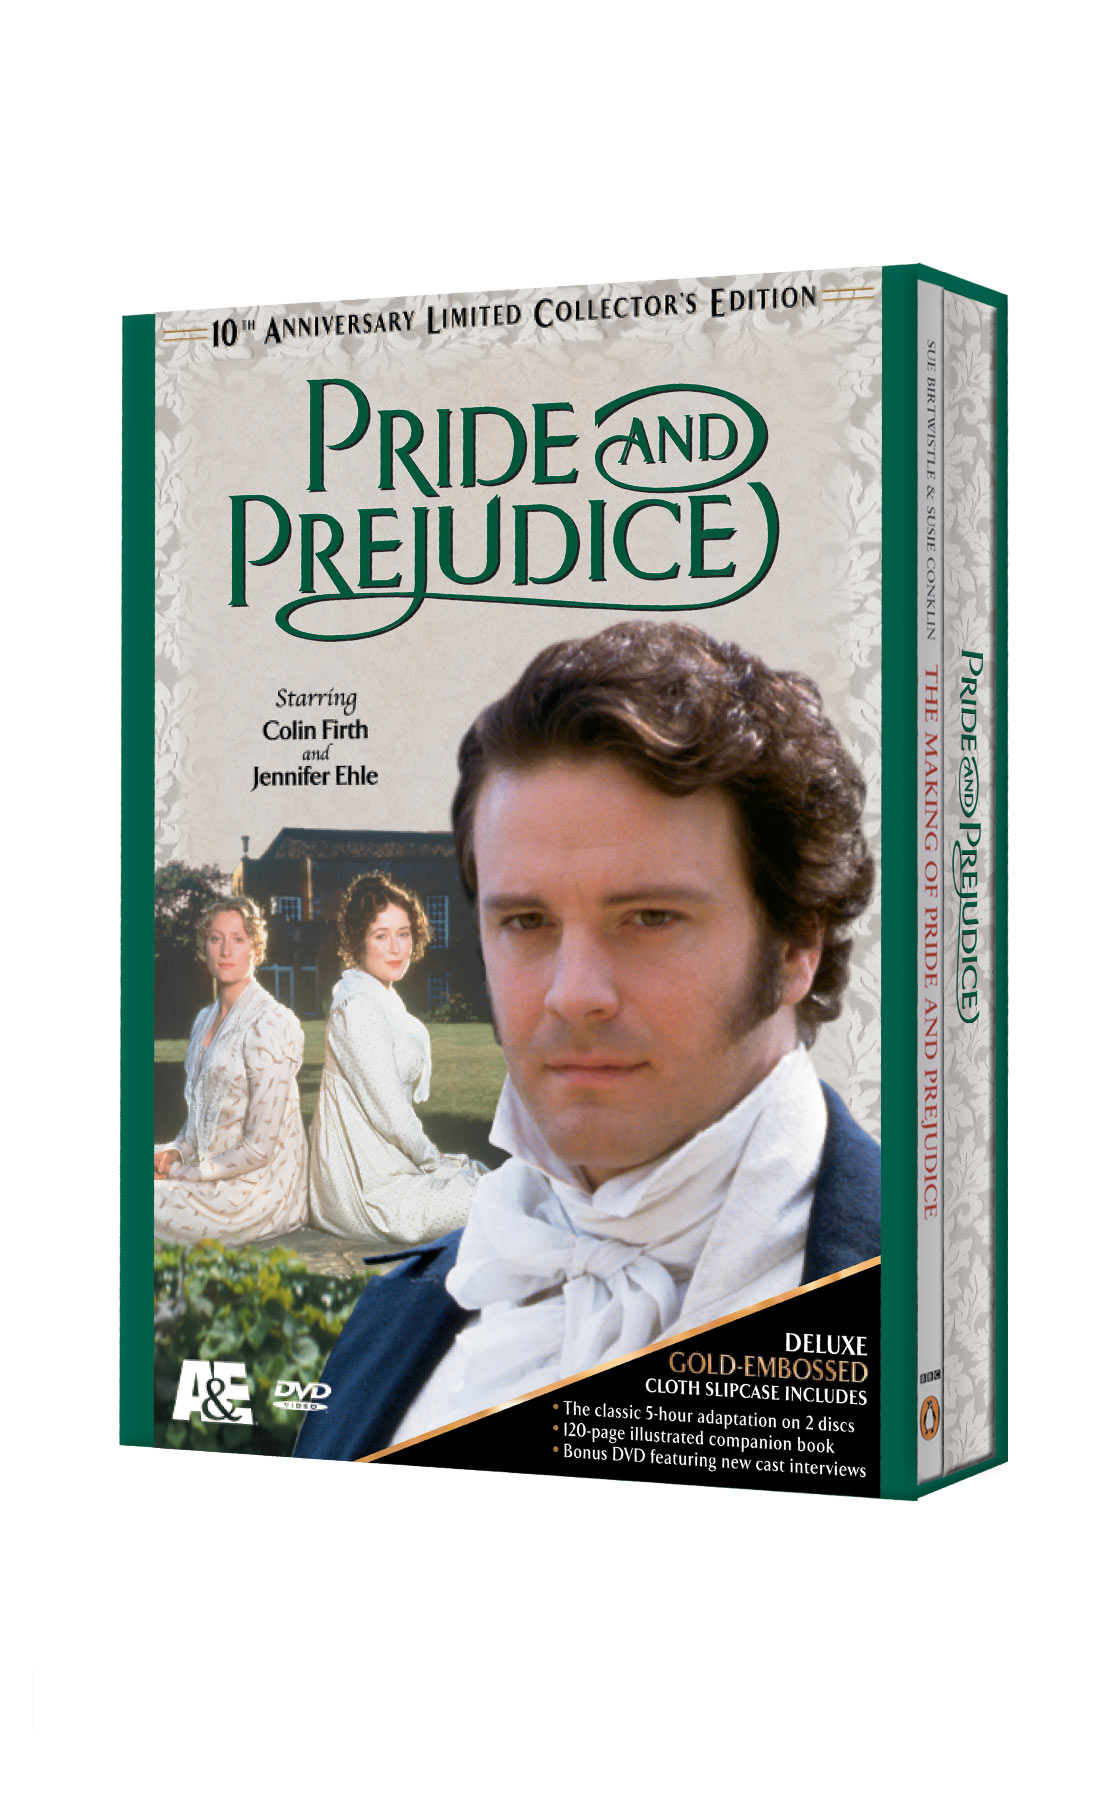 10TH ANNIVERSARY LIMITED COLLECTOR'S EDITION
PRIDE AND
PREJUDICE
Starring
Colin Firth
and
Jennifer Ehle
A&E
DVD
VIDEO
DELUXE
GOLD-EMBOSSED
CLOTH SLIPCASE INCLUDES
• The classic 5-hour adaptation on 2 discs
• 120-page illustrated companion book
• Bonus DVD featuring new cast interviews
SUE BIRTWISTLE & SUSIE CONKLIN THE MAKING OF PRIDE AND PREJUDICE
BBC
PRIDE AND PREJUDICE